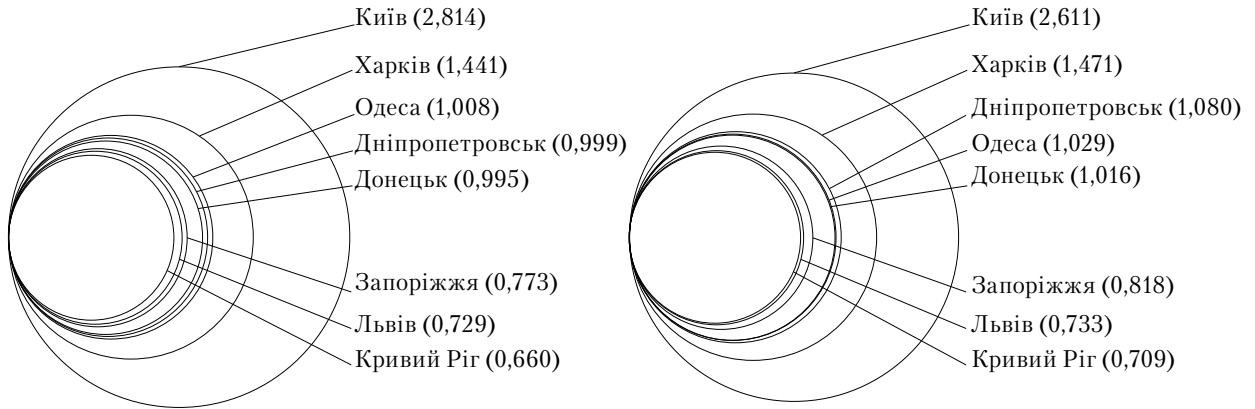 Київ (2,814)
Харків (1,441)
Одеса (1,008)
Дніпропетровськ (0,999)
Донецьк (0,995)
Запоріжжя (0,773)
Львів (0,729)
Кривий Ріг (0,660)
Київ (2,611)
Харків (1,471)
Дніпропетровськ (1,080)
Одеса (1,029)
Донецьк (1,016)
Запоріжжя (0,818)
Львів (0,733)
Кривий Ріг (0,709)